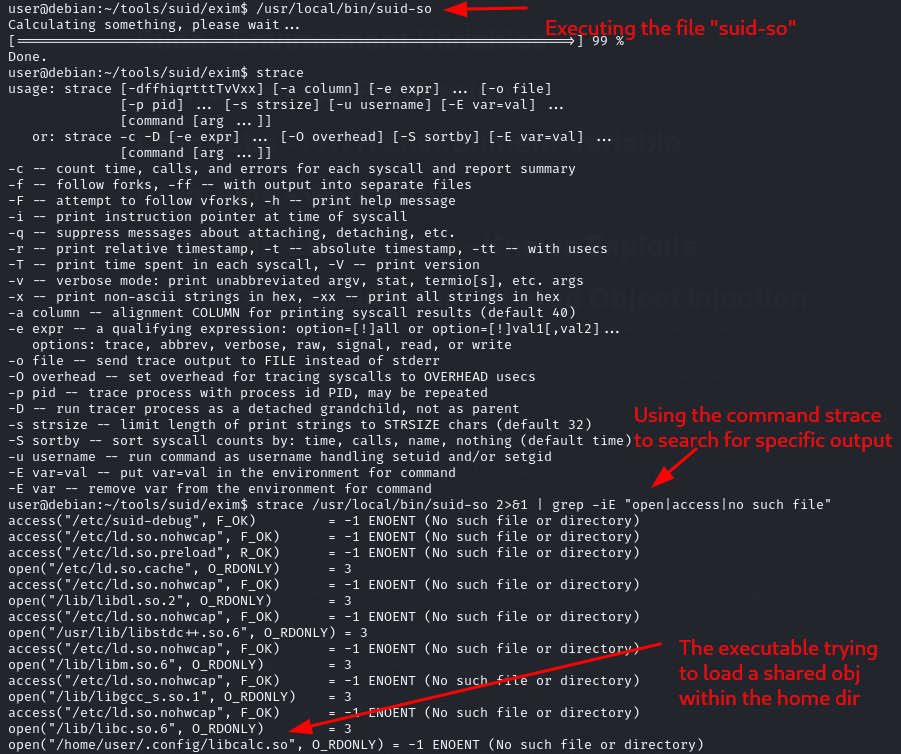 user@debian:~/tools/suid/exim$ /usr/local/bin/suid-so
Executing the file "suid-so"
Calculating something, please wait...
[=====================================================================>] 99 %
Done.
user@debian:~/tools/suid/exim$ strace
usage: strace [-dffhiqrtttTvVxx] [-a column] [-e expr] ... [-o file]
              [-p pid] ... [-s strsize] [-u username] [-E var=val] ...
              [command [arg ...]]
   or: strace -c -D [-e expr] ... [-O overhead] [-S sortby] [-E var=val] ...
              [command [arg ...]]
-c -- count time, calls, and errors for each syscall and report summary
-f -- follow forks, -ff -- with output into separate files
-F -- attempt to follow vforks, -h -- print help message
-i -- print instruction pointer at time of syscall
-q -- suppress messages about attaching, detaching, etc.
-r -- print relative timestamp, -t -- absolute timestamp, -tt -- with usecs
-T -- print time spent in each syscall, -V -- print version
-v -- verbose mode: print unabbreviated argv, stat, termio[s], etc. args
-x -- print non-ascii strings in hex, -xx -- print all strings in hex
-a column -- alignment COLUMN for printing syscall results (default 40)
-e expr -- a qualifying expression: option=[!]all or option=[!]val1[,val2]...
   options: trace, abbrev, verbose, raw, signal, read, or write
-o file -- send trace output to FILE instead of stderr
-O overhead -- set overhead for tracing syscalls to OVERHEAD usecs
-p pid -- trace process with process id PID, may be repeated
-D -- run tracer process as a detached grandchild, not as parent
-s strsize -- limit length of print strings to STRSIZE chars (default 32)
-S sortby -- sort syscall counts by: time, calls, name, nothing (default time)
-u username -- run command as username handling setuid and/or setgid
-E var=val -- put var=val in the environment for command
-E var -- remove var from the environment for command
Using the command strace
to search for specific output
user@debian:~/tools/suid/exim$ strace /usr/local/bin/suid-so 2>&1 | grep -iE "open|access|no such file"
access("/etc/suid-debug", F_OK)         = -1 ENOENT (No such file or directory)
access("/etc/ld.so.nohwcap", F_OK)      = -1 ENOENT (No such file or directory)
access("/etc/ld.so.preload", R_OK)      = -1 ENOENT (No such file or directory)
open("/etc/ld.so.cache", O_RDONLY)      = 3
access("/etc/ld.so.nohwcap", F_OK)      = -1 ENOENT (No such file or directory)
open("/lib/libdl.so.2", O_RDONLY)       = 3
access("/etc/ld.so.nohwcap", F_OK)      = -1 ENOENT (No such file or directory)
open("/usr/lib/libstdc++.so.6", O_RDONLY) = 3
access("/etc/ld.so.nohwcap", F_OK)      = -1 ENOENT (No such file or directory)
open("/lib/libm.so.6", O_RDONLY)        = 3
access("/etc/ld.so.nohwcap", F_OK)      = -1 ENOENT (No such file or directory)
open("/lib/libgcc_s.so.1", O_RDONLY)    = 3
access("/etc/ld.so.nohwcap", F_OK)      = -1 ENOENT (No such file or directory)
open("/lib/libc.so.6", O_RDONLY)        = 3
open("/home/user/.config/libcalc.so", O_RDONLY) = -1 ENOENT (No such file or directory)
The executable trying
to load a shared obj
within the home dir